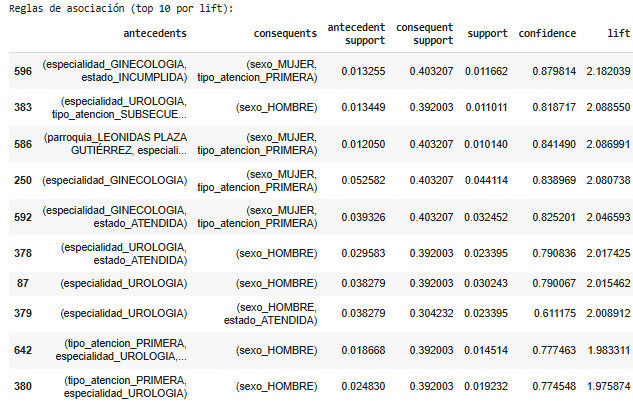 Reglas de asociación (top 10 por lift):
antecedents consequents antecedent support consequent support support confidence lift
596 (especialidad_GINECOLOGIA, estado_INCUMPLIDA) (sexo_MUJER, tipo_atencion_PRIMERA) 0.013255 0.403207 0.011662 0.879814 2.182039
383 (especialidad_UROLOGIA, tipo_atencion_SUBSECUE... (sexo_HOMBRE) 0.013449 0.392003 0.011011 0.818717 2.088550
586 (parroquia_LEONIDAS PLAZA GUTIÉRREZ, especiali... (sexo_MUJER, tipo_atencion_PRIMERA) 0.012050 0.403207 0.010140 0.841490 2.086991
250 (especialidad_GINECOLOGIA) (sexo_MUJER, tipo_atencion_PRIMERA) 0.052582 0.403207 0.044114 0.838969 2.080738
592 (especialidad_GINECOLOGIA, estado_ATENDIDA) (sexo_MUJER, tipo_atencion_PRIMERA) 0.039326 0.403207 0.032452 0.825201 2.046593
378 (especialidad_UROLOGIA, estado_ATENDIDA) (sexo_HOMBRE) 0.029583 0.392003 0.023395 0.790836 2.017425
87 (especialidad_UROLOGIA) (sexo_HOMBRE) 0.038279 0.392003 0.030243 0.790067 2.015462
379 (especialidad_UROLOGIA) (sexo_HOMBRE, estado_ATENDIDA) 0.038279 0.304232 0.023395 0.611175 2.008912
642 (tipo_atencion_PRIMERA, especialidad_UROLOGIA,... (sexo_HOMBRE) 0.018668 0.392003 0.014514 0.777463 1.983311
380 (tipo_atencion_PRIMERA, especialidad_UROLOGIA) (sexo_HOMBRE) 0.024830 0.392003 0.019232 0.774548 1.975874